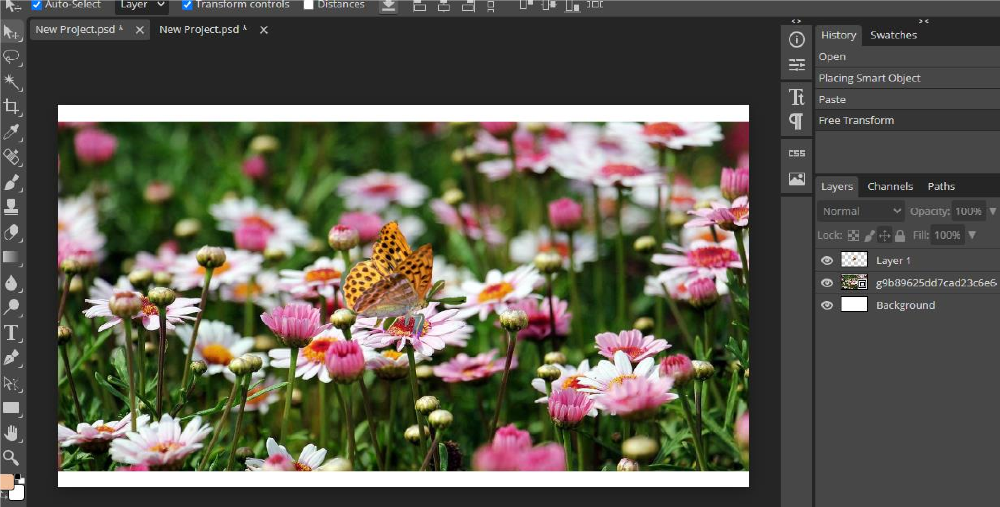 Auto-Select Layer Transform controls Distances
New Project.psd * New Project.psd *
History Swatches
Open
Placing Smart Object
Paste
Free Transform
CSS
Layers Channels Paths
Normal Opacity: 100%
Lock: Fill: 100%
Layer 1
g9b89625dd7cad23c6e6
Background